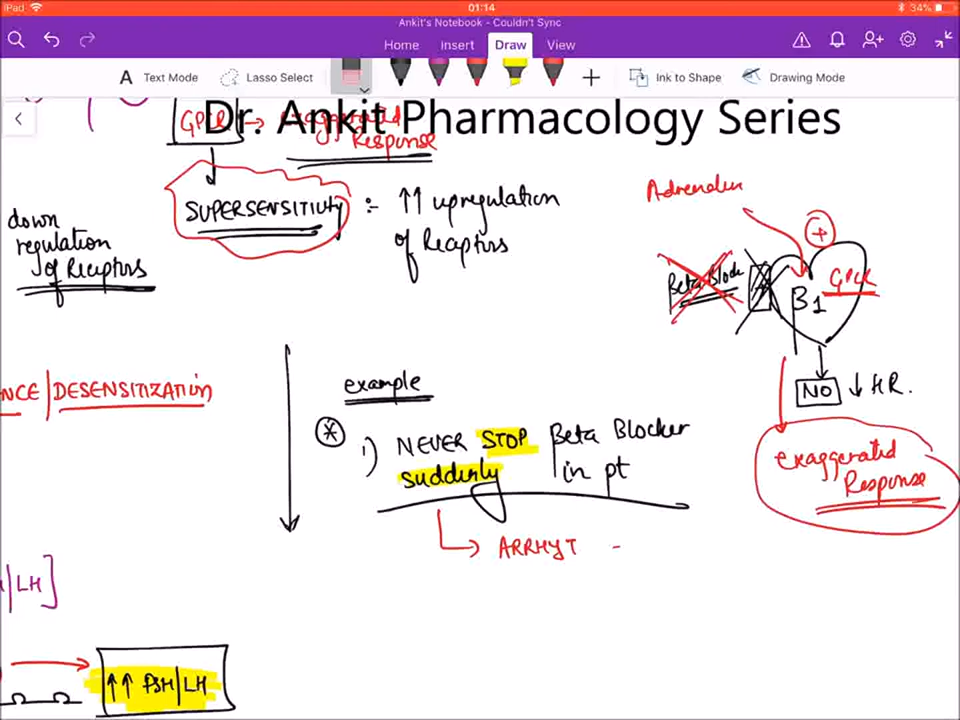 iPad
01:14
34%
Ankit's Notebook - Couldn't Sync
Home Insert Draw View
A Text Mode Lasso Select Ink to Shape Drawing Mode
Dr. Ankit Pharmacology Series
GPCR → exaggerated
Response
SUPERSENSITIVITY :- ↑↑ upregulation
of Receptors
down
regulation
of Receptors
Adrenalin
+
Beta Block
β1 GPCR
NO ↓ HR.
exaggerated
Response
NCE | DESENSITIZATION
example
* 1) NEVER STOP Beta Blocker
suddenly in pt
→ ARRHYT -
| LH ]
↑↑ FSH | LH